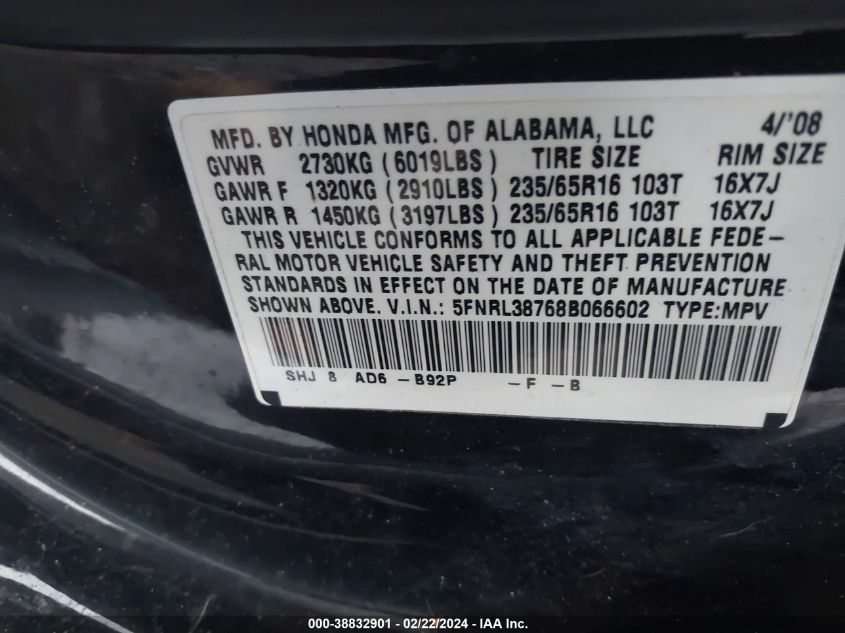 MFD. BY HONDA MFG. OF ALABAMA, LLC 4/'08
GVWR 2730KG (6019LBS) TIRE SIZE RIM SIZE
GAWR F 1320KG (2910LBS) 235/65R16 103T 16X7J
GAWR R 1450KG (3197LBS) 235/65R16 103T 16X7J
THIS VEHICLE CONFORMS TO ALL APPLICABLE FEDE-
RAL MOTOR VEHICLE SAFETY AND THEFT PREVENTION
STANDARDS IN EFFECT ON THE DATE OF MANUFACTURE
SHOWN ABOVE. V.I.N.: 5FNRL38768B066602 TYPE:MPV
SHJ 8 AD6 -B92P -F -B
000-38832901 - 02/22/2024 - IAA Inc.